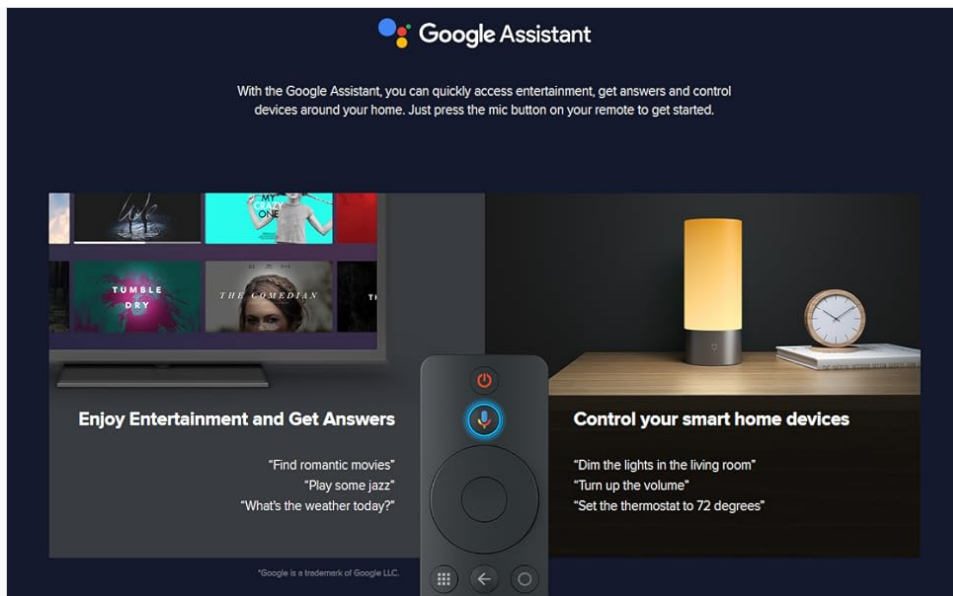 Google Assistant
With the Google Assistant, you can quickly access entertainment, get answers and control
devices around your home. Just press the mic button on your remote to get started.
MY
CRAZY
ONE
TUMBLE
DRY
THE COMEDIAN
Enjoy Entertainment and Get Answers
“Find romantic movies”
“Play some jazz”
“What's the weather today?”
Control your smart home devices
“Dim the lights in the living room”
“Turn up the volume”
“Set the thermostat to 72 degrees”
*Google is a trademark of Google LLC.